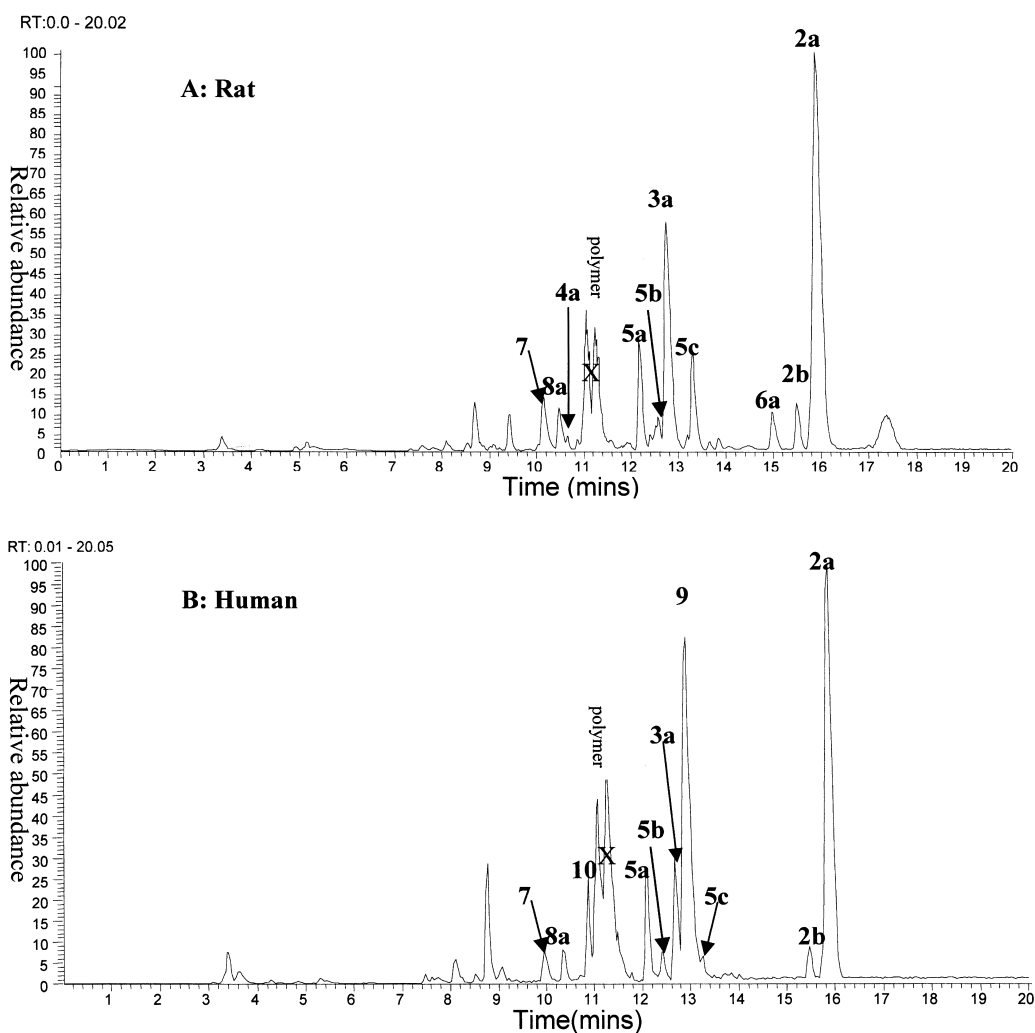 RT:0.0 - 20.02
A: Rat
Relative abundance
100
95
90
85
80
75
70
65
60
55
50
45
40
35
30
25
20
15
10
5
0
7
8a
4a
polymer
X
5a
5b
3a
5c
6a
2b
2a
0 1 2 3 4 5 6 7 8 9 10 11 12 13 14 15 16 17 18 19 20
Time (mins)
RT: 0.01 - 20.05
B: Human
Relative abundance
100
95
90
85
80
75
70
65
60
55
50
45
40
35
30
25
20
15
10
5
0
7
8a
10
polymer
X
5a
5b
3a
9
5c
2b
2a
1 2 3 4 5 6 7 8 9 10 11 12 13 14 15 16 17 18 19 20
Time(mins)